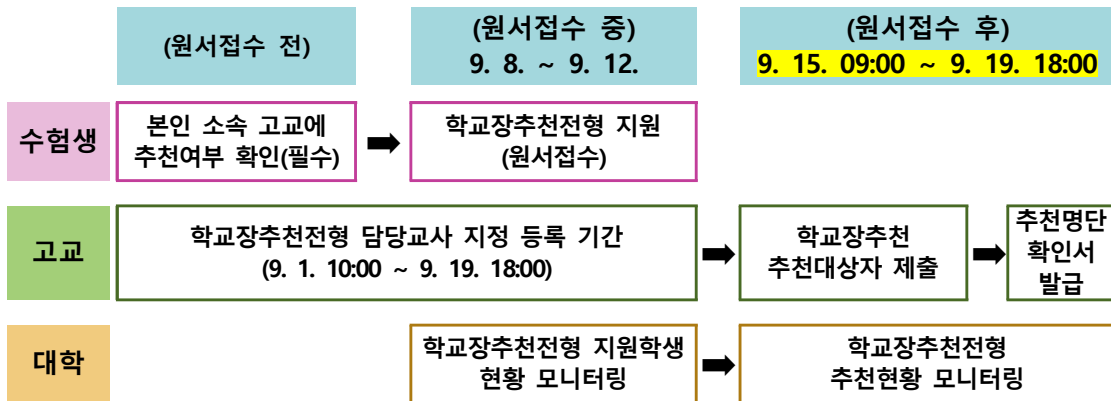 (원서접수 전)
(원서접수 중)
9. 8. ~ 9. 12.
(원서접수 후)
9. 15. 09:00 ~ 9. 19. 18:00
수험생
본인 소속 고교에
추천여부 확인(필수)
학교장추천전형 지원
(원서접수)
고교
학교장추천전형 담당교사 지정 등록 기간
(9. 1. 10:00 ~ 9. 19. 18:00)
학교장추천
추천대상자 제출
추천명단
확인서
발급
대학
학교장추천전형 지원학생
현황 모니터링
학교장추천전형
추천현황 모니터링